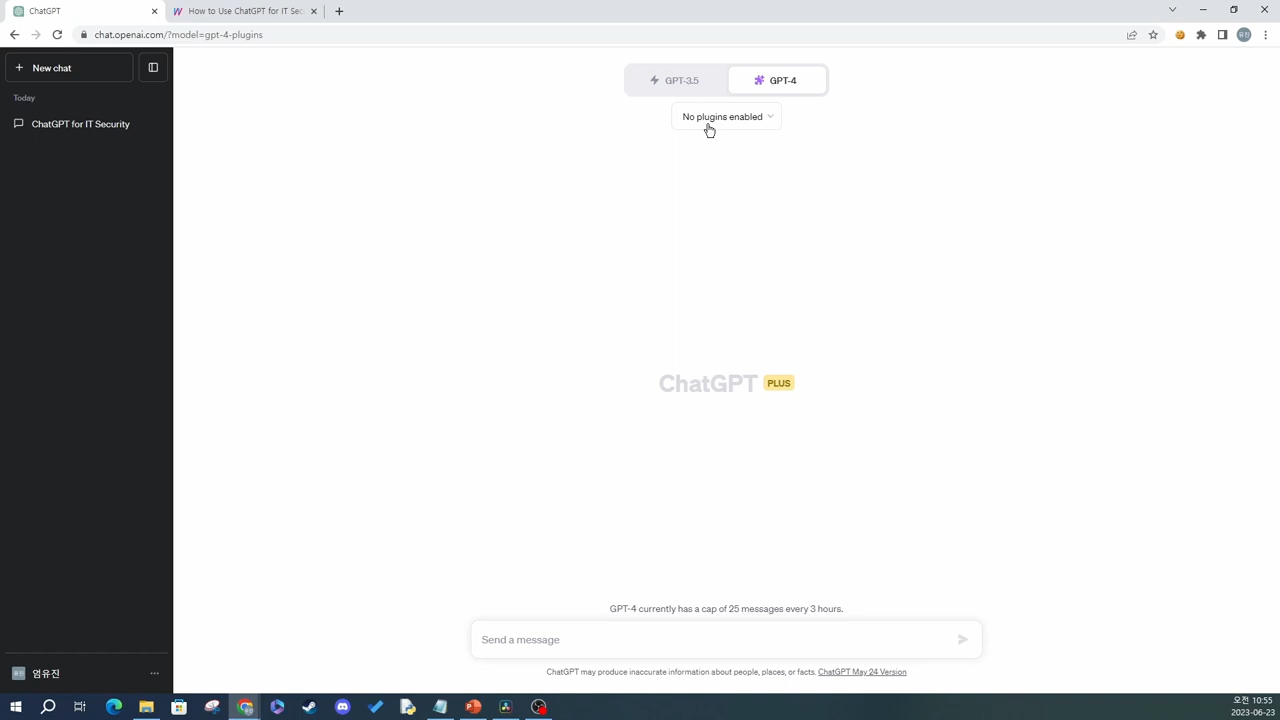 ChatGPT
How to Use ChatGPT for IT Sec
chat.openai.com/?model=gpt-4-plugins
New chat
Today
ChatGPT for IT Security
GPT-3.5
GPT-4
No plugins enabled
ChatGPT PLUS
GPT-4 currently has a cap of 25 messages every 3 hours.
Send a message
ChatGPT may produce inaccurate information about people, places, or facts. ChatGPT May 24 Version
엄유진
오전 10:55
2023-06-23